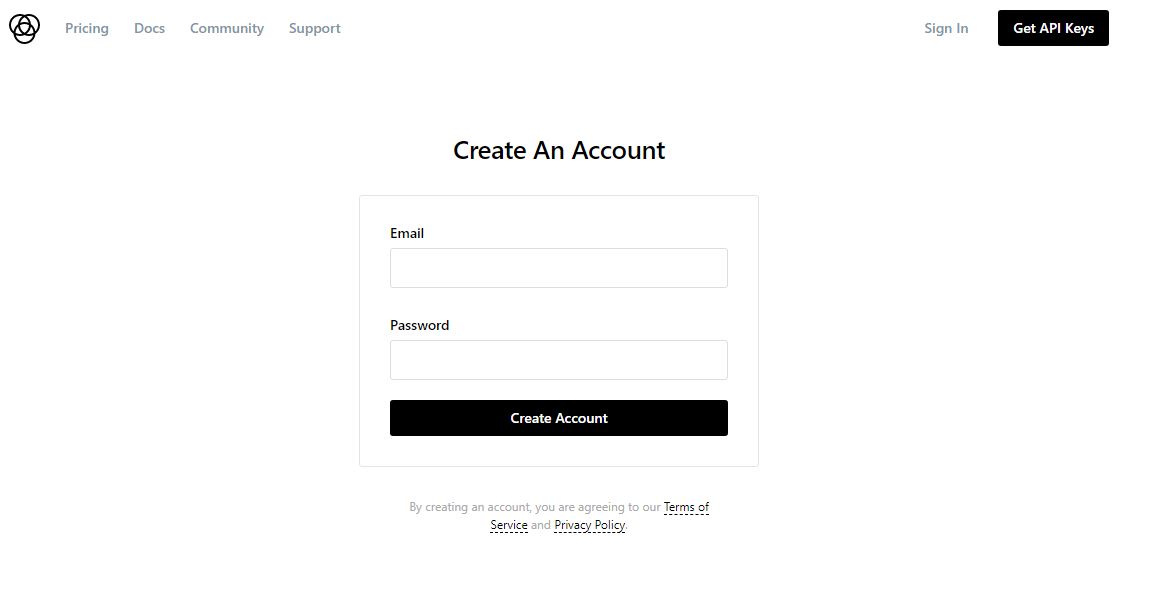 Pricing Docs Community Support Sign In Get API Keys
Create An Account
Email
Password
Create Account
By creating an account, you are agreeing to our Terms of
Service and Privacy Policy.